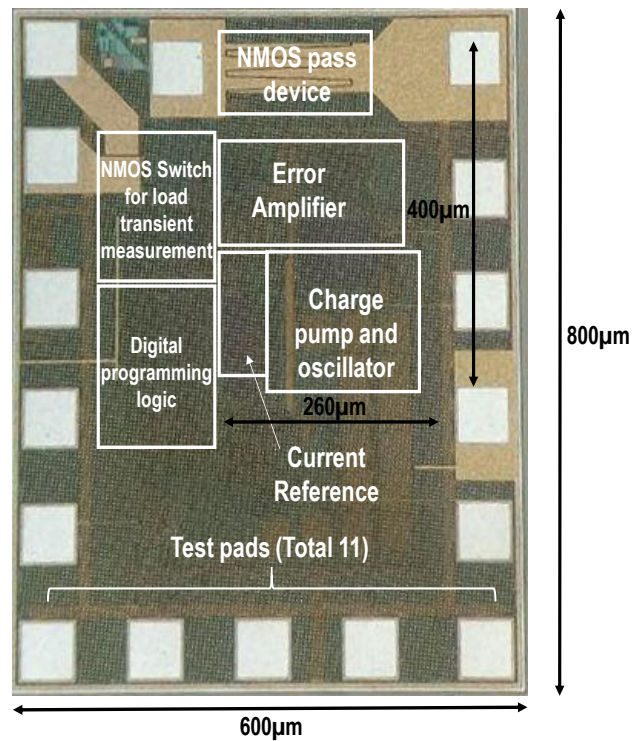 NMOS pass
device
NMOS Switch
for load
transient
measurement
Error
Amplifier
400µm
800µm
Charge
pump and
oscillator
Digital
programming
logic
260µm
Current
Reference
Test pads (Total 11)
600µm